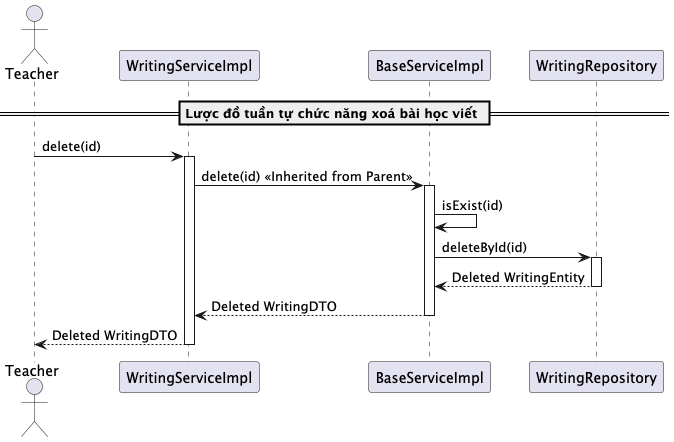 Teacher
WritingServiceImpl
BaseServiceImpl
WritingRepository
Lược đồ tuần tự chức năng xoá bài học viết
delete(id)
delete(id) «Inherited from Parent»
isExist(id)
deleteById(id)
Deleted WritingEntity
Deleted WritingDTO
Deleted WritingDTO
Teacher
WritingServiceImpl
BaseServiceImpl
WritingRepository